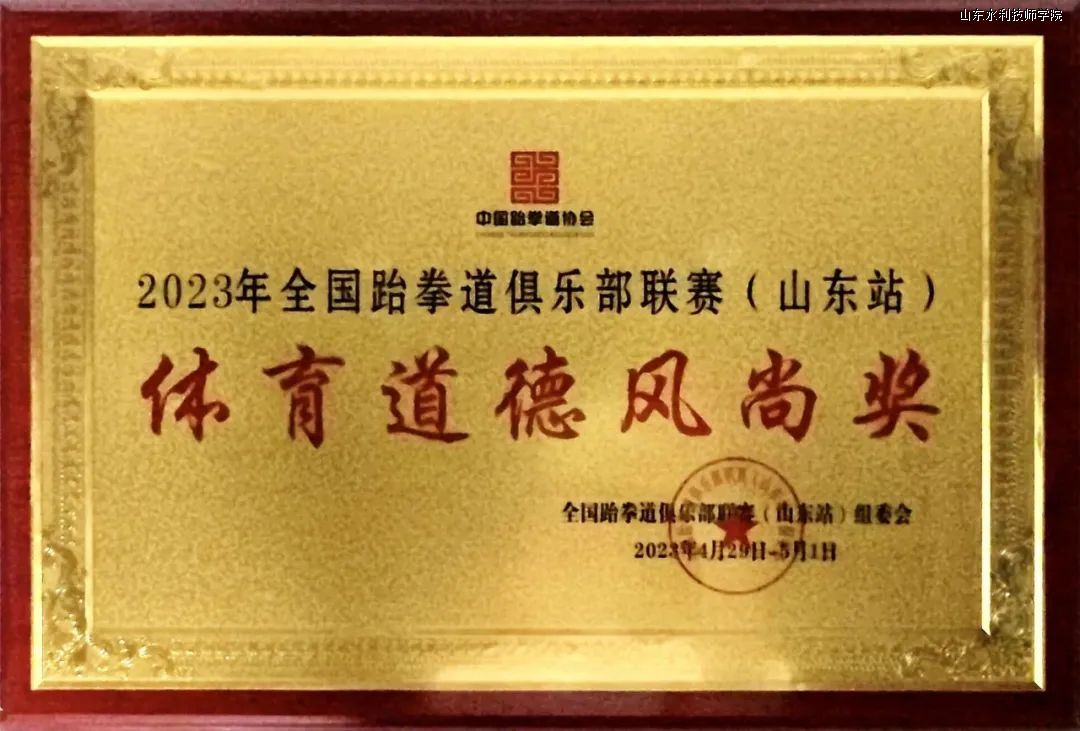 山东水利技师学院
中国跆拳道协会
2023年全国跆拳道俱乐部联赛（山东站）
体育道德风尚奖
全国跆拳道俱乐部联赛（山东站）组委会
2023年4月29日-5月1日